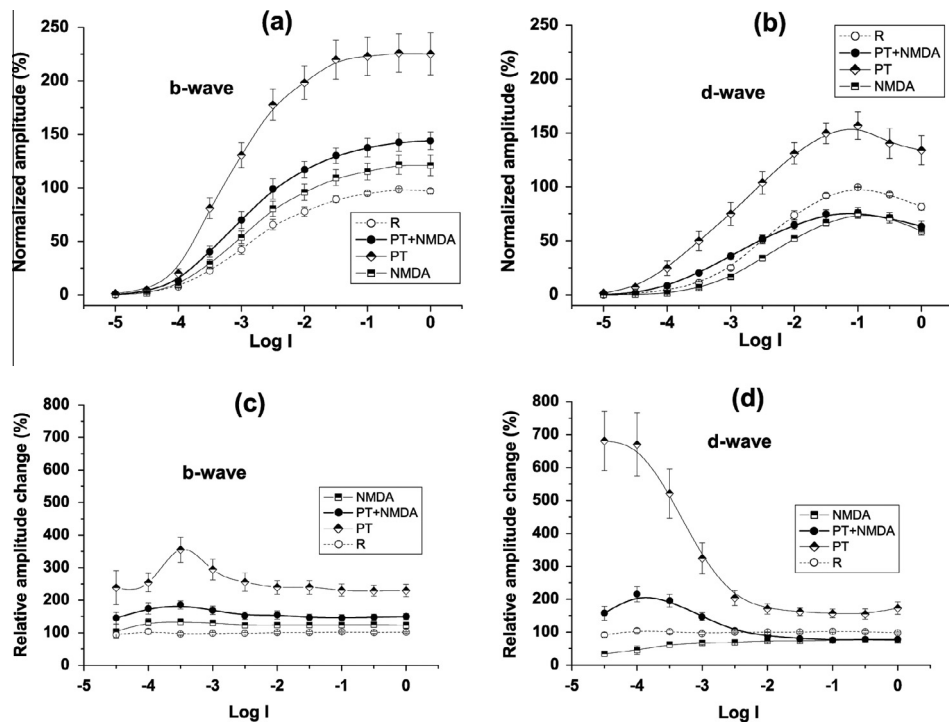 (a)
Normalized amplitude (%)
250
200
150
100
50
0
b-wave
R
PT+NMDA
PT
NMDA
-5 -4 -3 -2 -1 0
Log I
(b)
Normalized amplitude (%)
250
200
150
100
50
0
d-wave
R
PT+NMDA
PT
NMDA
-5 -4 -3 -2 -1 0
Log I
(c)
Relative amplitude change (%)
800
700
600
500
400
300
200
100
0
b-wave
NMDA
PT+NMDA
PT
R
-5 -4 -3 -2 -1 0
Log I
(d)
Relative amplitude change (%)
800
700
600
500
400
300
200
100
0
d-wave
NMDA
PT+NMDA
PT
R
-5 -4 -3 -2 -1 0
Log I